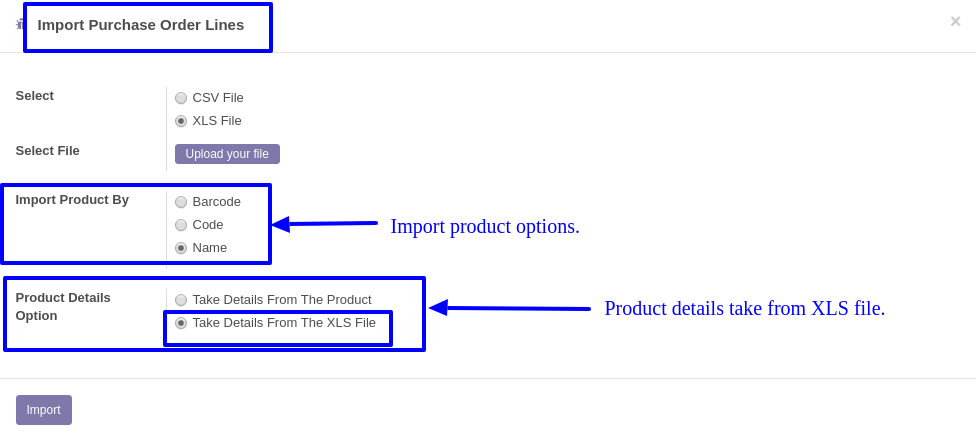 Import Purchase Order Lines
×
Select
CSV File
XLS File
Select File
Upload your file
Import Product By
Barcode
Code
Name
Import product options.
Product Details
Option
Take Details From The Product
Take Details From The XLS File
Product details take from XLS file.
Import